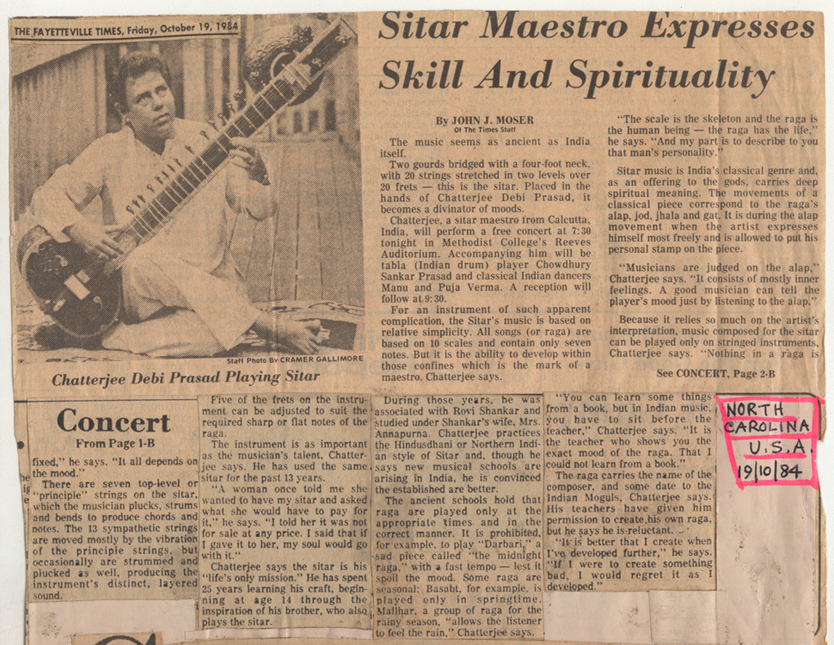 THE FAYETTEVILLE TIMES, Friday, October 19, 1984
Sitar Maestro Expresses
Skill And Spirituality
Staff Photo By CRAMER GALLIMORE
Chatterjee Debi Prasad Playing Sitar
By JOHN J. MOSER
Of The Times Staff
The music seems as ancient as India
itself.
Two gourds bridged with a four-foot neck,
with 20 strings stretched in two levels over
20 frets — this is the sitar. Placed in the
hands of Chatterjee Debi Prasad, it
becomes a divinator of moods.
Chatterjee, a sitar maestro from Calcutta,
India, will perform a free concert at 7:30
tonight in Methodist College's Reeves
Auditorium. Accompanying him will be
tabla (Indian drum) player Chowdhury
Sankar Prasad and classical Indian dancers
Manu and Puja Verma. A reception will
follow at 9:30.
For an instrument of such apparent
complication, the Sitar's music is based on
relative simplicity. All songs (or raga) are
based on 10 scales and contain only seven
notes. But it is the ability to develop within
those confines which is the mark of a
maestro, Chatterjee says.
"The scale is the skeleton and the raga is
the human being — the raga has the life,"
he says. "And my part is to describe to you
that man's personality."
Sitar music is India's classical genre and,
as an offering to the gods, carries deep
spiritual meaning. The movements of a
classical piece correspond to the raga's
alap, jod, jhala and gat. It is during the alap
movement when the artist expresses
himself most freely and is allowed to put his
personal stamp on the piece.
"Musicians are judged on the alap,"
Chatterjee says. "It consists of mostly inner
feelings. A good musician can tell the
player's mood just by listening to the alap."
Because it relies so much on the artist's
interpretation, music composed for the sitar
can be played only on stringed instruments,
Chatterjee says. "Nothing in a raga is
See CONCERT, Page 2-B
Concert
From Page 1-B
fixed," he says. "It all depends on
the mood."
There are seven top-level or
"principle" strings on the sitar,
which the musician plucks, strums
and bends to produce chords and
notes. The 13 sympathetic strings
are moved mostly by the vibration
of the principle strings, but
occasionally are strummed and
plucked as well, producing the
instrument's distinct, layered
sound.
Five of the frets on the instru-
ment can be adjusted to suit the
required sharp or flat notes of the
raga.
The instrument is as important
as the musician's talent, Chatter-
jee says. He has used the same
sitar for the past 13 years.
"A woman once told me she
wanted to have my sitar and asked
what she would have to pay for
it," he says. "I told her it was not
for sale at any price. I said that if
I gave it to her, my soul would go
with it."
Chatterjee says the sitar is his
"life's only mission." He has spent
25 years learning his craft, begin-
ning at age 14 through the
inspiration of his brother, who also
plays the sitar.
During those years, he was
associated with Rovi Shankar and
studied under Shankar's wife, Mrs.
Annapurna. Chatterjee practices
the Hindusdhani or Northern Indi-
an style of Sitar and, though he
says new musical schools are
arising in India, he is convinced
the established are better.
The ancient schools hold that
raga are played only at the
appropriate times and in the
correct manner. It is prohibited,
for example, to play "Darbari," a
sad piece called "the midnight
raga," with a fast tempo — lest it
spoil the mood. Some raga are
seasonal: Basabt, for example, is
played only in springtime.
Mallhar, a group of raga for the
rainy season, "allows the listener
to feel the rain," Chatterjee says.
"You can learn some things
from a book, but in Indian music,
you have to sit before the
teacher," Chatterjee says. "It is
the teacher who shows you the
exact mood of the raga. That I
could not learn from a book."
The raga carries the name of the
composer, and some date to the
Indian Moguls, Chatterjee says.
His teachers have given him
permission to create his own raga,
but he says he is reluctant.
"It is better that I create when
I've developed further," he says.
"If I were to create something
bad, I would regret it as I
developed."
NORTH
CAROLINA
U.S.A.
19/10/84